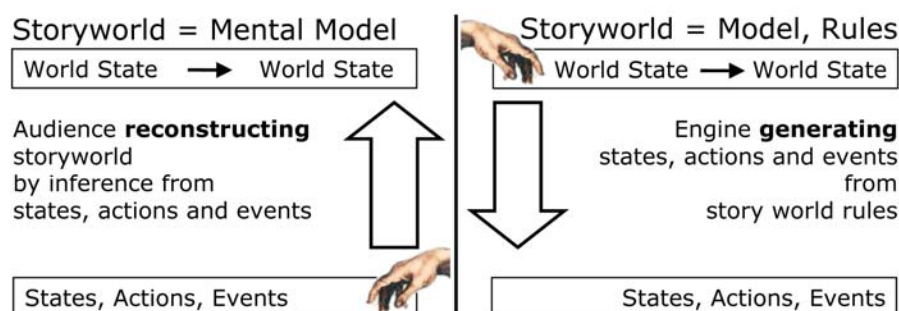 Storyworld = Mental Model
World State → World State
Audience reconstructing
storyworld
by inference from
states, actions and events
States, Actions, Events
Storyworld = Model, Rules
World State → World State
Engine generating
states, actions and events
from
story world rules
States, Actions, Events